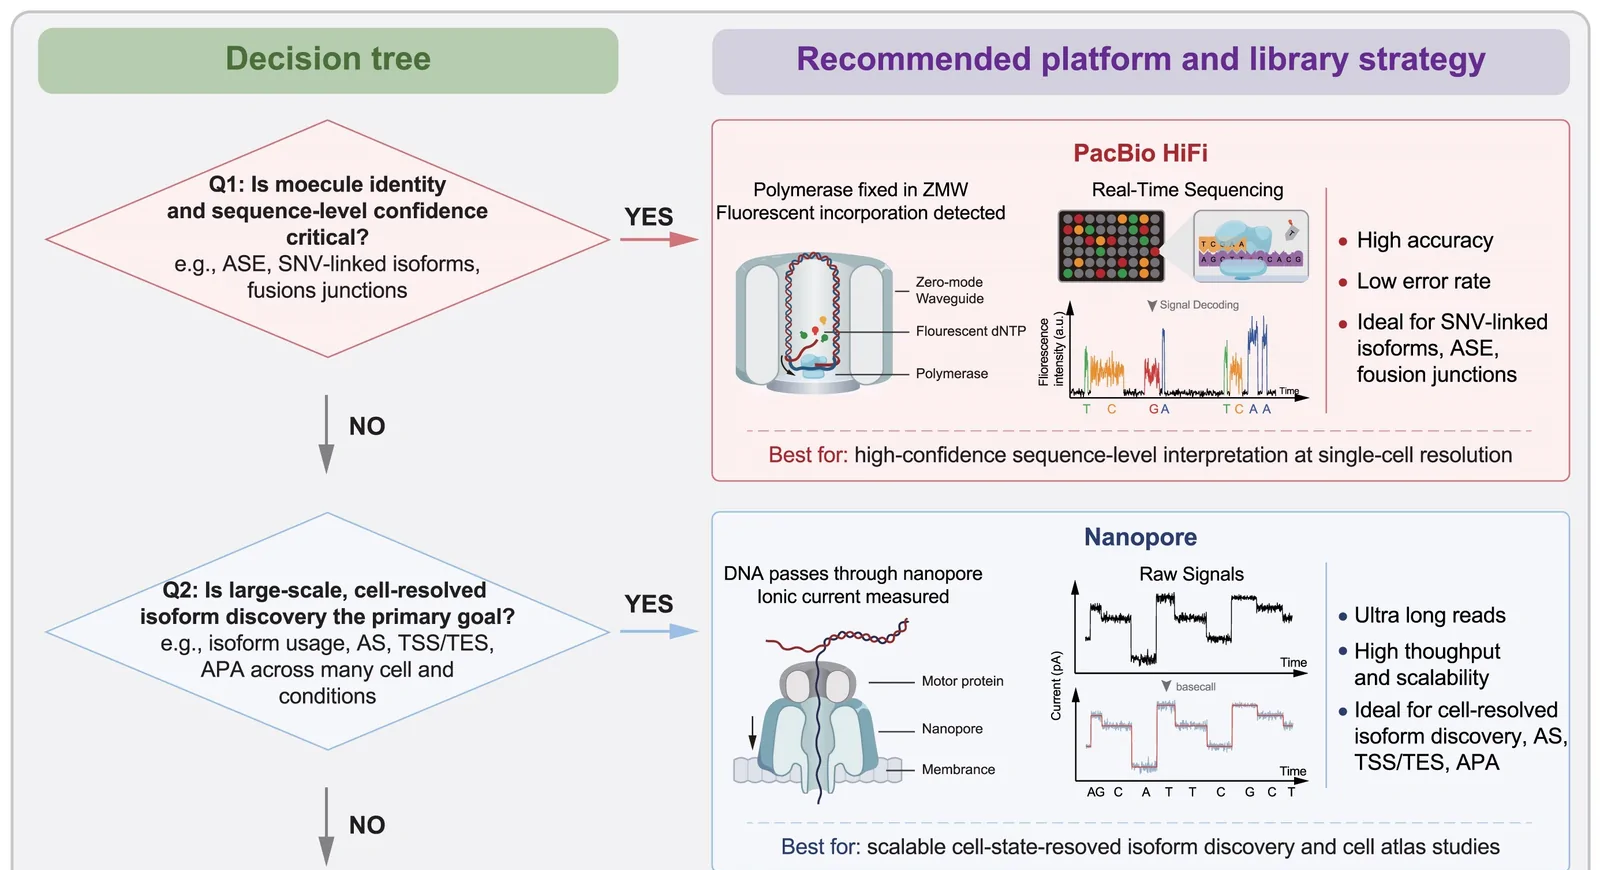 Decision tree
Recommended platform and library strategy
Q1: Is moecule identity
and sequence-level confidence
critical?
e.g., ASE, SNV-linked isoforms,
fusions junctions
YES
NO
PacBio HiFi
Polymerase fixed in ZMW
Fluorescent incorporation detected
Zero-mode
Waveguide
Flourescent dNTP
Polymerase
Real-Time Sequencing
Signal Decoding
Fliorescence
intensity (a.u.)
Time
T C G A T C A A
High accuracy
Low error rate
Ideal for SNV-linked
isoforms, ASE,
fousion junctions
Best for: high-confidence sequence-level interpretation at single-cell resolution
Q2: Is large-scale, cell-resolved
isoform discovery the primary goal?
e.g., isoform usage, AS, TSS/TES,
APA across many cell and
conditions
YES
NO
Nanopore
DNA passes through nanopore
Ionic current measured
Motor protein
Nanopore
Membrance
Raw Signals
Time
basecall
Current (pA)
Time
AG C A T T C G C T
Ultra long reads
High thoughput
and scalability
Ideal for cell-resolved
isoform discovery, AS,
TSS/TES, APA
Best for: scalable cell-state-resoved isoform discovery and cell atlas studies